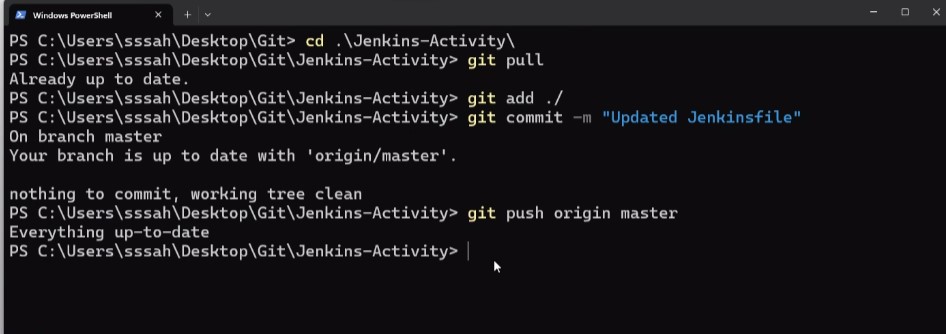 Windows PowerShell
PS C:\Users\sssah\Desktop\Git> cd .\Jenkins-Activity\
PS C:\Users\sssah\Desktop\Git\Jenkins-Activity> git pull
Already up to date.
PS C:\Users\sssah\Desktop\Git\Jenkins-Activity> git add ./
PS C:\Users\sssah\Desktop\Git\Jenkins-Activity> git commit -m "Updated Jenkinsfile"
On branch master
Your branch is up to date with 'origin/master'.
nothing to commit, working tree clean
PS C:\Users\sssah\Desktop\Git\Jenkins-Activity> git push origin master
Everything up-to-date
PS C:\Users\sssah\Desktop\Git\Jenkins-Activity>